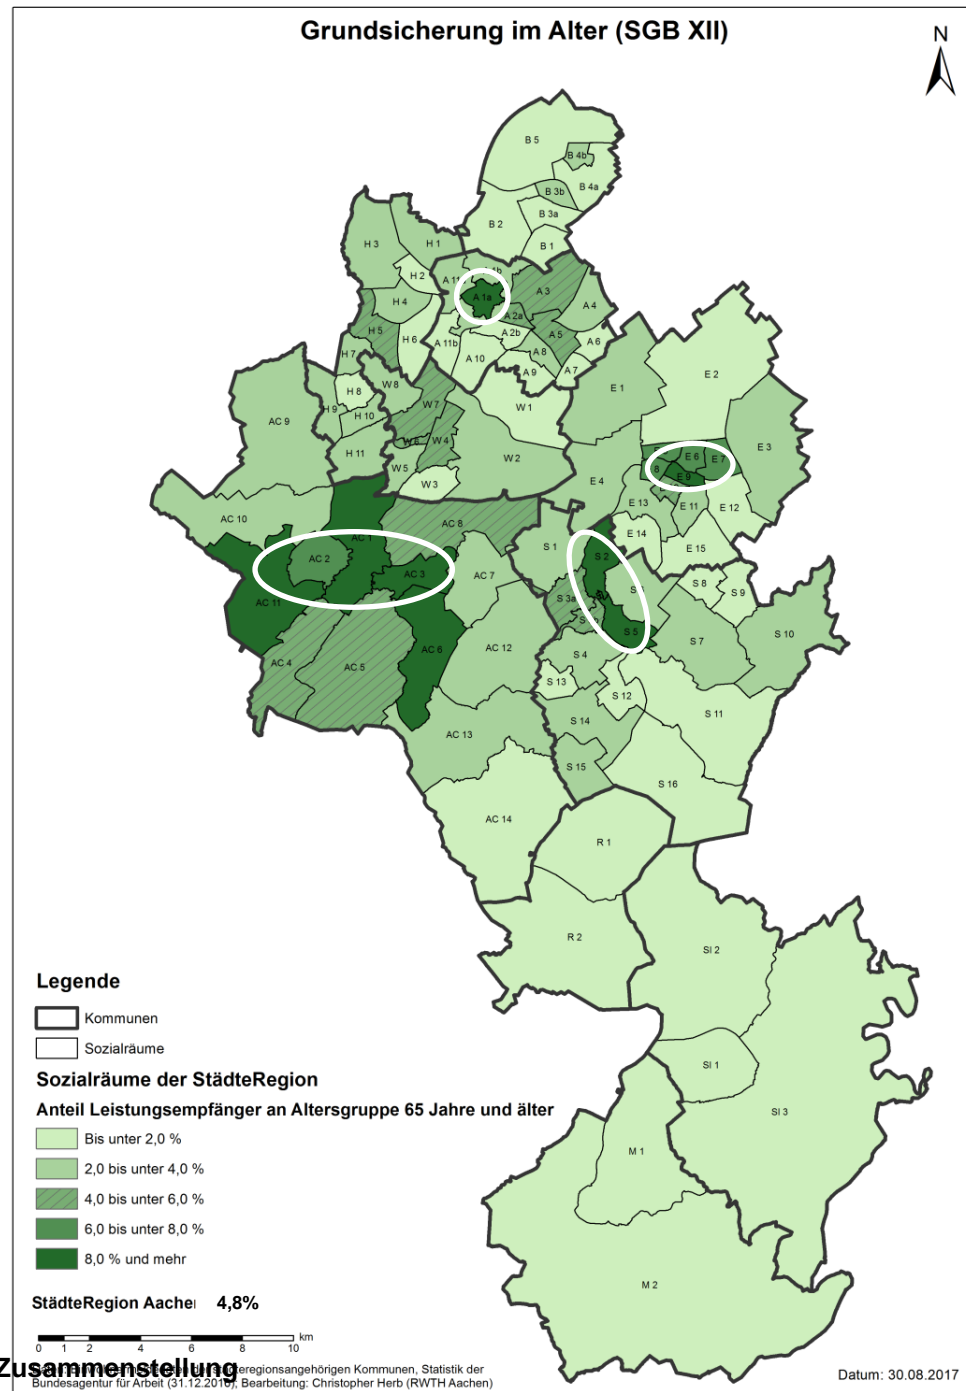 Grundsicherung im Alter (SGB XII)
N
B 5
B 4b
B 4a
B 3b
B 3a
B 2
B 1
H 3
H 1
H 2
H 4
H 5
H 6
H 7
H 8
H 9
H 10
H 11
A 1a
A 3
A 4
A 2a
A 2b
A 5
A 6
A 11b
A 10
A 8
A 9
A 7
W 8
W 7
W 1
W 4
W 5
W 2
W 3
E 1
E 2
E 3
E 6
E 7
E 9
E 4
E 13
E 11
E 12
E 14
E 15
AC 9
AC 10
AC 1
AC 2
AC 3
AC 8
AC 7
AC 11
AC 4
AC 5
AC 6
AC 12
AC 13
AC 14
S 1
S 2
S 3a
S 5
S 4
S 7
S 8
S 9
S 10
S 13
S 12
S 11
S 14
S 15
S 16
R 1
R 2
SI 2
SI 1
SI 3
M 1
M 2
Legende
Kommunen
Sozialräume
Sozialräume der StädteRegion
Anteil Leistungsempfänger an Altersgruppe 65 Jahre und älter
Bis unter 2,0 %
2,0 bis unter 4,0 %
4,0 bis unter 6,0 %
6,0 bis unter 8,0 %
8,0 % und mehr
StädteRegion Aachen 4,8%
km
0 1 2 4 6 8 10
Zusammenstellung
regionsangehörigen Kommunen, Statistik der
Bundesagentur für Arbeit (31.12.2016), Bearbeitung: Christopher Herb (RWTH Aachen)
Datum: 30.08.2017